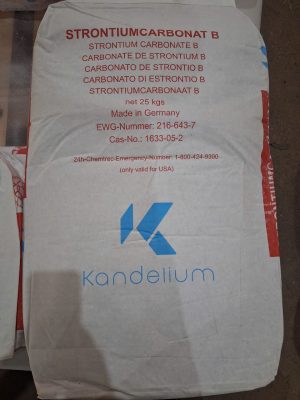 STRONTIUMCARBONAT B
STRONTIUM CARBONATE B
CARBONATE DE STRONTIUM B
CARBONATO DE STRONTIO B
CARBONATO DI ESTRONTIO B
STRONTIUMCARBONAAT B
net 25 kgs
Made in Germany
EWG-Nummer: 216-643-7
Cas-No.: 1633-05-2
24h-Chemtrec-Emergency-Number: 1-800-424-9300
(only valid for USA)
Kandelium